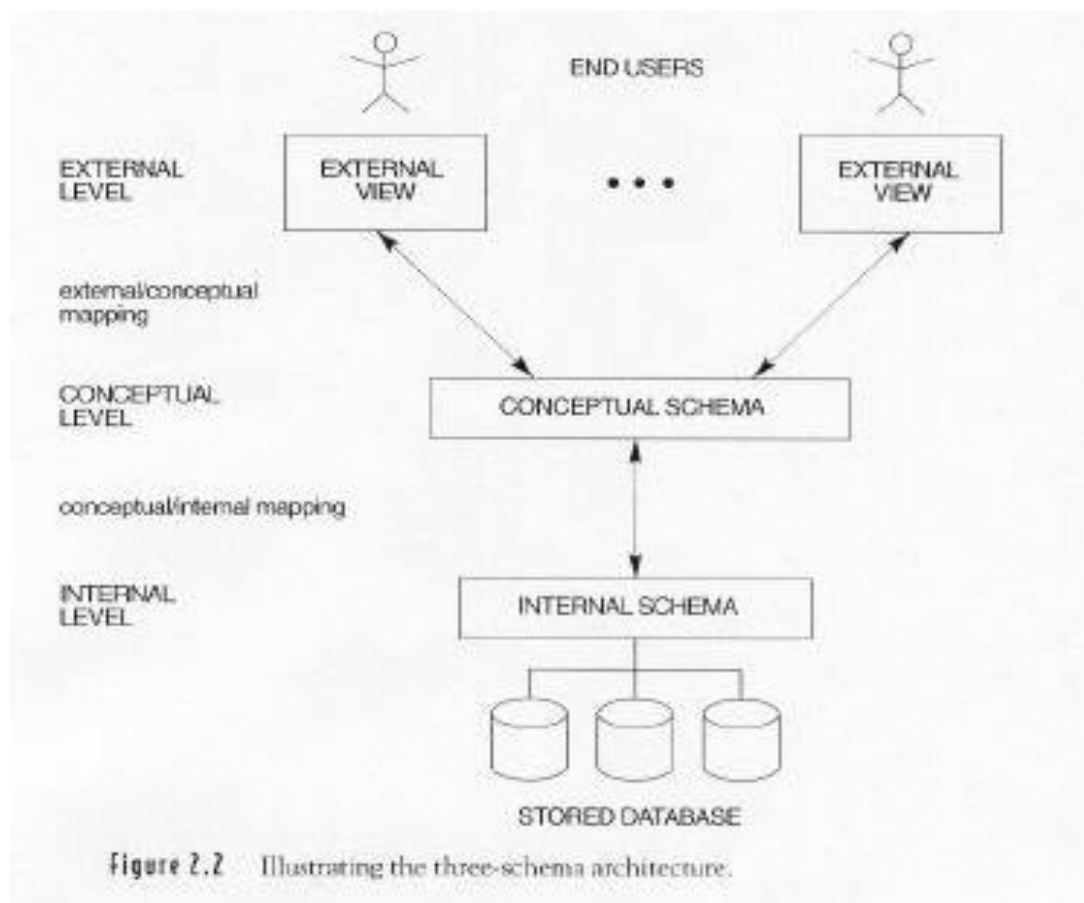 END USERS
EXTERNAL
LEVEL
EXTERNAL
VIEW
• • •
EXTERNAL
VIEW
external/conceptual
mapping
CONCEPTUAL
LEVEL
CONCEPTUAL SCHEMA
conceptual/internal mapping
INTERNAL
LEVEL
INTERNAL SCHEMA
STORED DATABASE
Figure 2.2 Illustrating the three-schema architecture.